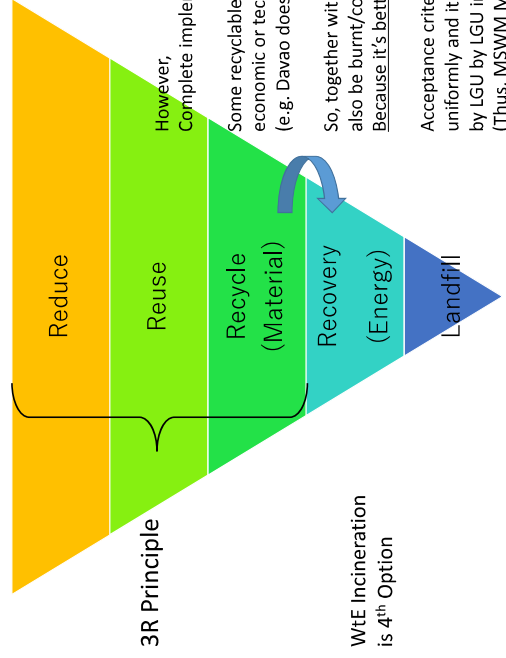 3R Principle
WtE Incineration
is 4th Option
Reduce
Reuse
Recycle
(Material)
Recovery
(Energy)
Landfill
However,
Complete implem
Some recyclable
economic or tec
(e.g. Davao does
So, together wit
also be burnt/co
Because it's bett
Acceptance crite
uniformly and it
by LGU by LGU i
(Thus, MSWM M